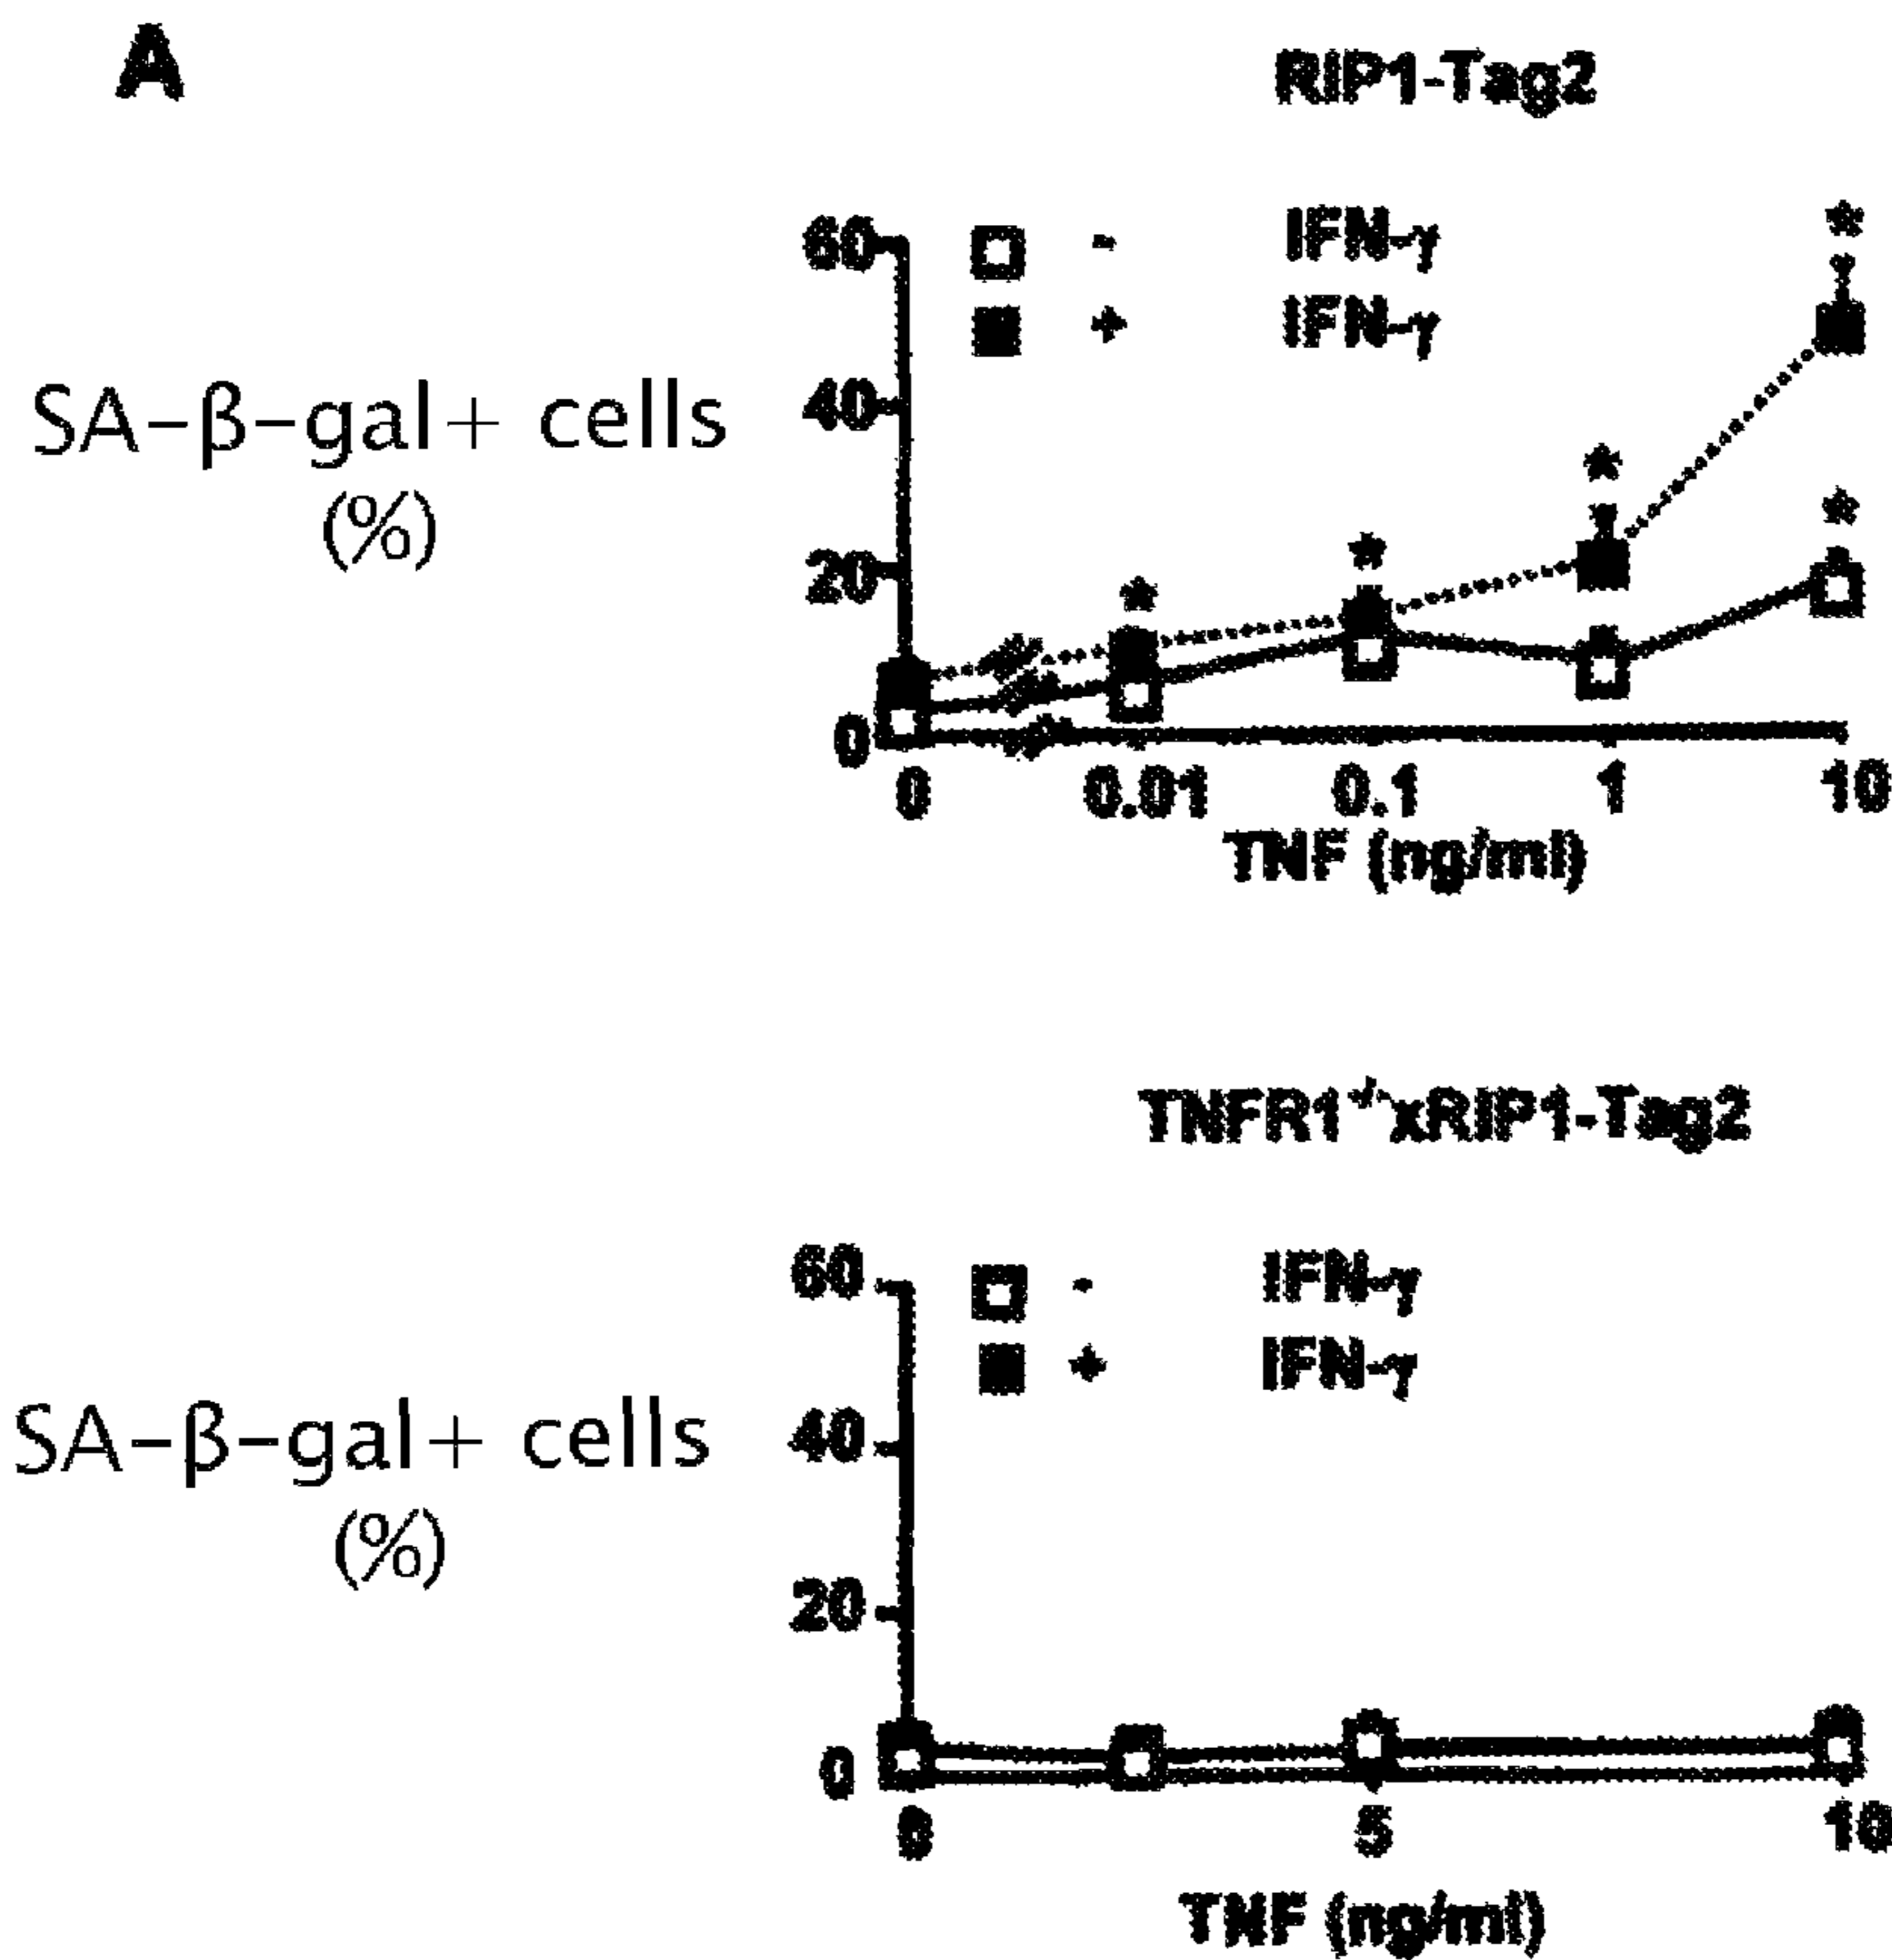 A
RIP1-Tag2
60
- IFN-γ
+ IFN-γ
*
SA-β-gal+ cells
(%)
40
*
*
20
*
*
0
0 0.01 0.1 1 10
TNF (ng/ml)
xRIP1-Tag2
60
- IFN-γ
+ IFN-γ
SA-β-gal+ cells
(%)
40
20
0
0 5 10
TNF (ng/ml)